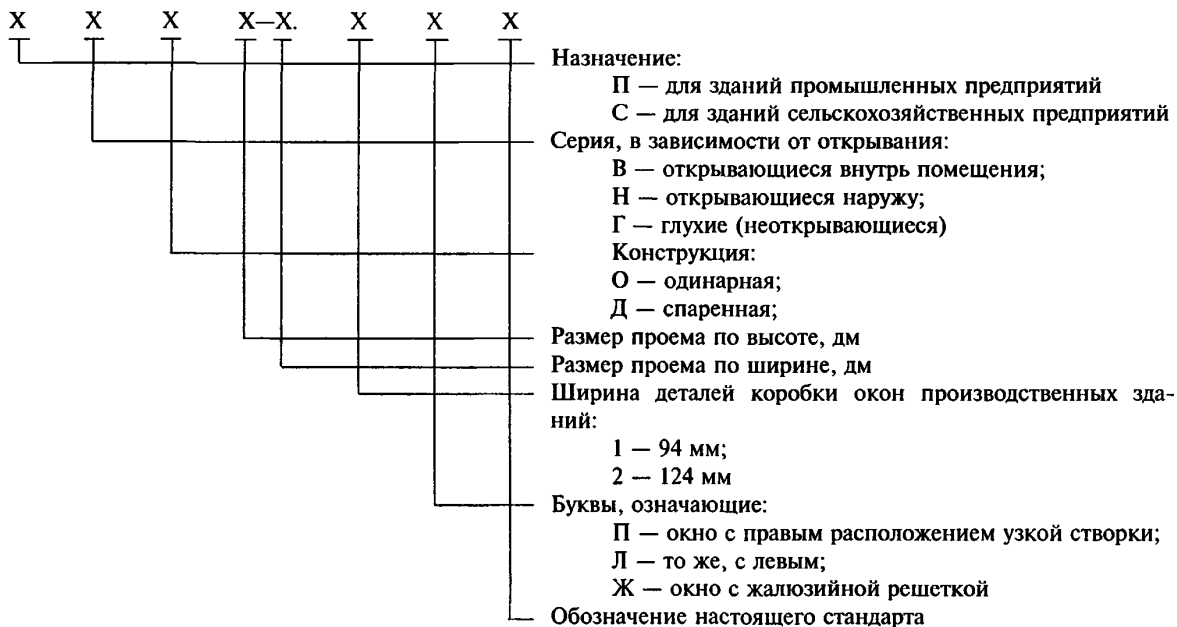 Х Х Х Х—Х. Х Х Х
Назначение:
П — для зданий промышленных предприятий
С — для зданий сельскохозяйственных предприятий
Серия, в зависимости от открывания:
В — открывающиеся внутрь помещения;
Н — открывающиеся наружу;
Г — глухие (неоткрывающиеся)
Конструкция:
О — одинарная;
Д — спаренная;
Размер проема по высоте, дм
Размер проема по ширине, дм
Ширина деталей коробки окон производственных зда-
ний:
1 — 94 мм;
2 — 124 мм
Буквы, означающие:
П — окно с правым расположением узкой створки;
Л — то же, с левым;
Ж — окно с жалюзийной решеткой
Обозначение настоящего стандарта